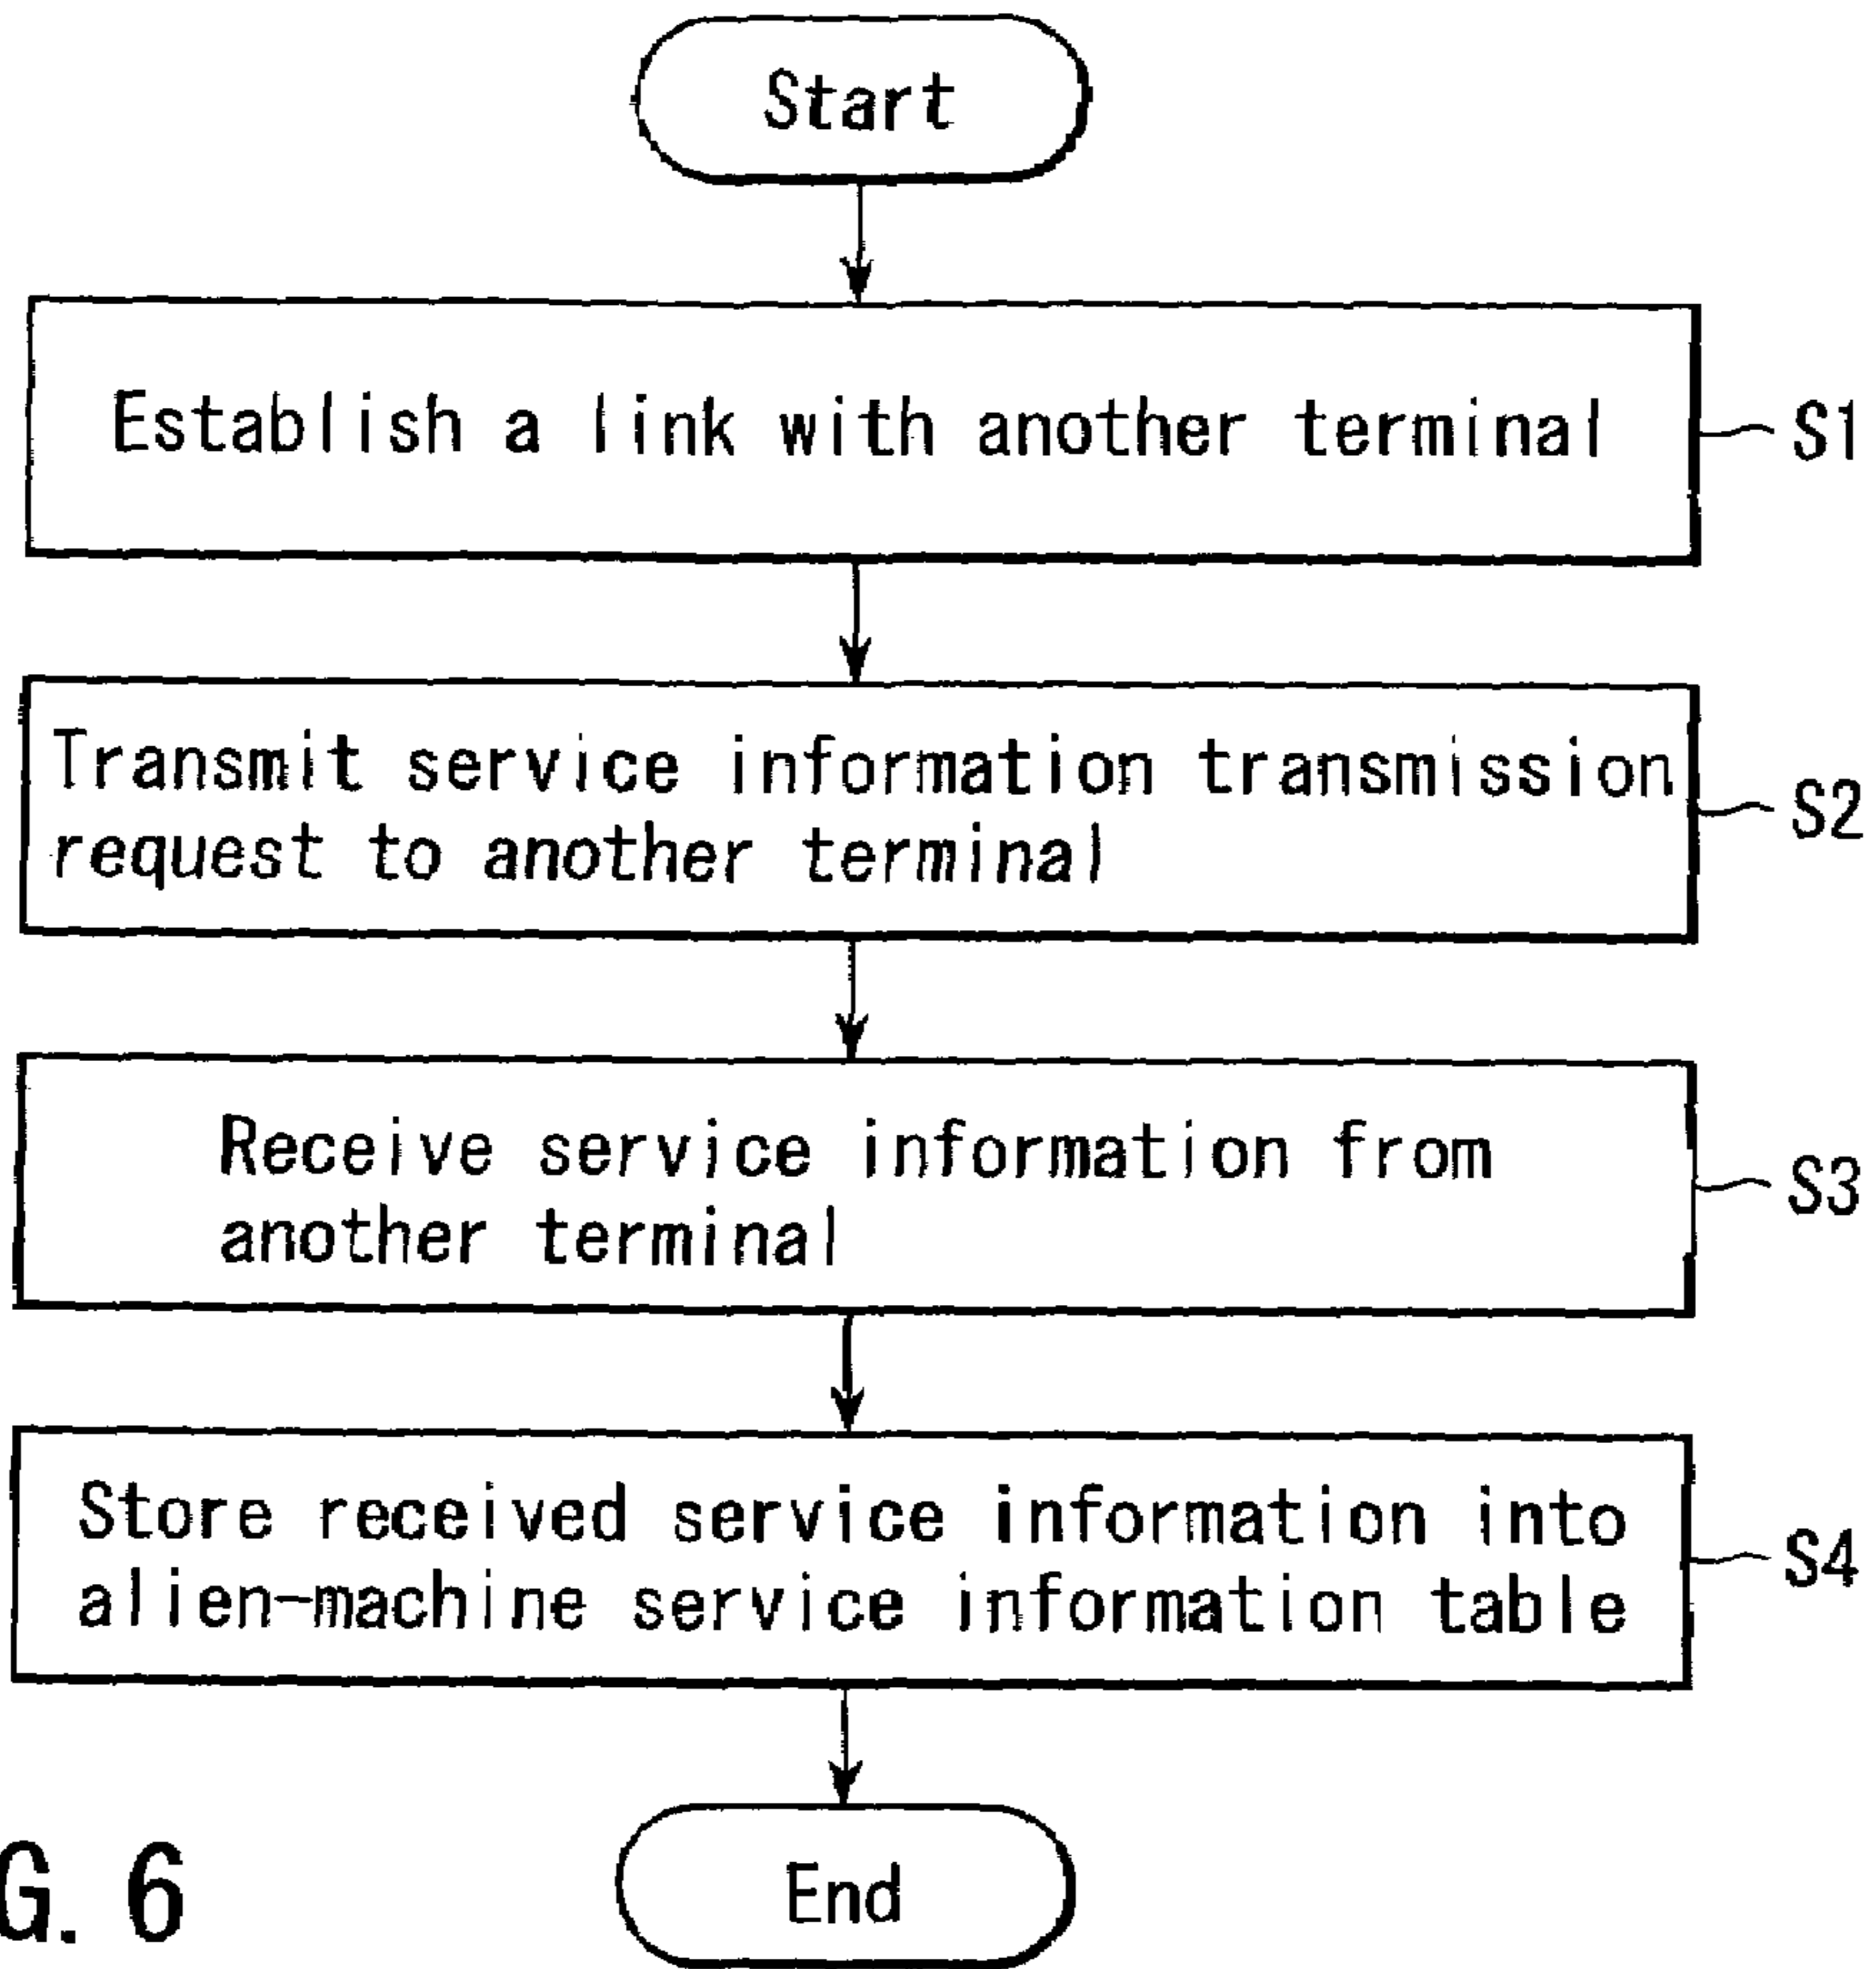 Start
Establish a link with another terminal
S1
Transmit service information transmission
request to another terminal
S2
Receive service information from
another terminal
S3
Store received service information into
alien-machine service information table
S4
End
G. 6